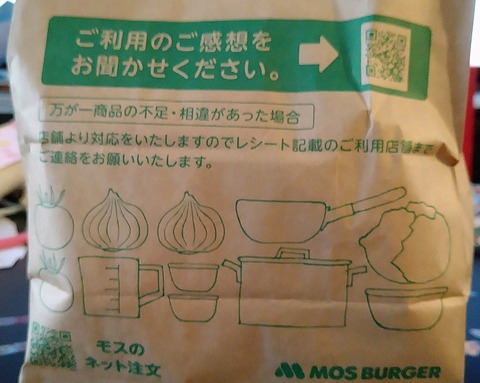 ご利用のご感想を
お聞かせください。
万が一商品の不足・相違があった場合
店舗より対応をいたしますのでレシート記載のご利用店舗まで
ご連絡をお願いいたします。
モスの
ネット注文
MOS BURGER